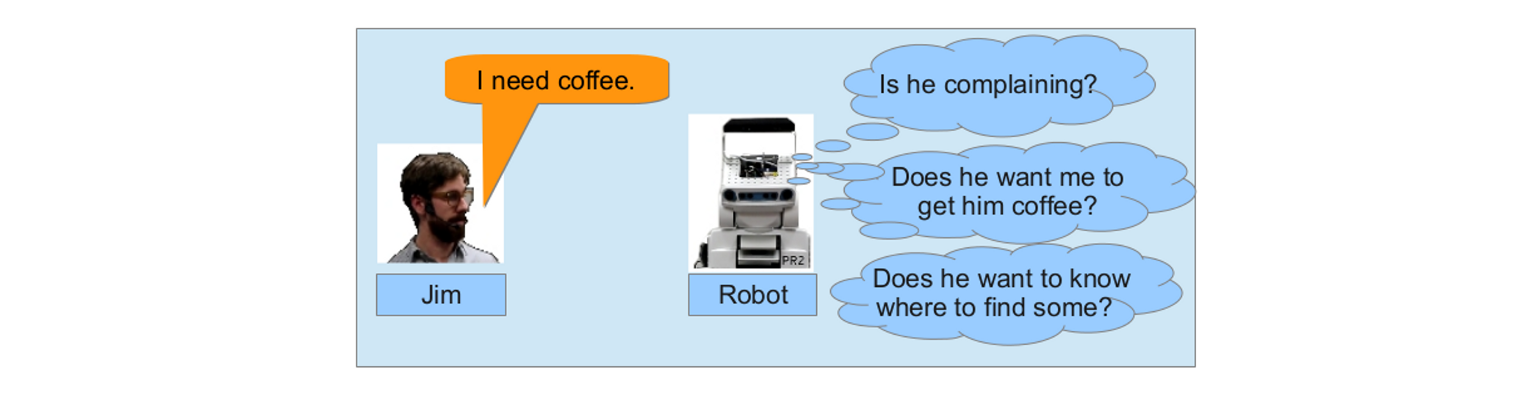 I need coffee.
Is he complaining?
Does he want me to
get him coffee?
Does he want to know
where to find some?
PR2
Jim
Robot